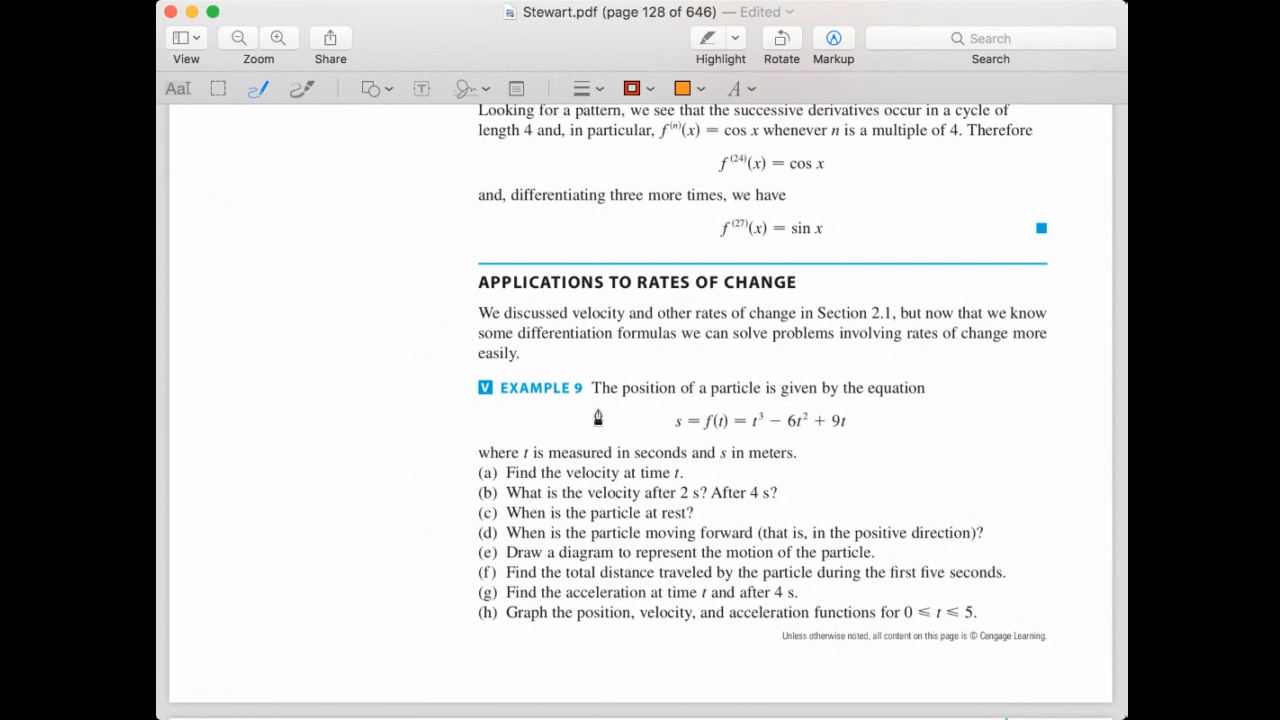 Stewart.pdf (page 128 of 646) — Edited
View
Zoom
Share
Highlight
Rotate
Markup
Search
Search
AaI
T
A
Looking for a pattern, we see that the successive derivatives occur in a cycle of
length 4 and, in particular, f⁽ⁿ⁾(x) = cos x whenever n is a multiple of 4. Therefore
f⁽²⁴⁾(x) = cos x
and, differentiating three more times, we have
f⁽²⁷⁾(x) = sin x
APPLICATIONS TO RATES OF CHANGE
We discussed velocity and other rates of change in Section 2.1, but now that we know
some differentiation formulas we can solve problems involving rates of change more
easily.
V EXAMPLE 9 The position of a particle is given by the equation
s = f(t) = t³ − 6t² + 9t
where t is measured in seconds and s in meters.
(a) Find the velocity at time t.
(b) What is the velocity after 2 s? After 4 s?
(c) When is the particle at rest?
(d) When is the particle moving forward (that is, in the positive direction)?
(e) Draw a diagram to represent the motion of the particle.
(f) Find the total distance traveled by the particle during the first five seconds.
(g) Find the acceleration at time t and after 4 s.
(h) Graph the position, velocity, and acceleration functions for 0 ≤ t ≤ 5.
Unless otherwise noted, all content on this page is © Cengage Learning.